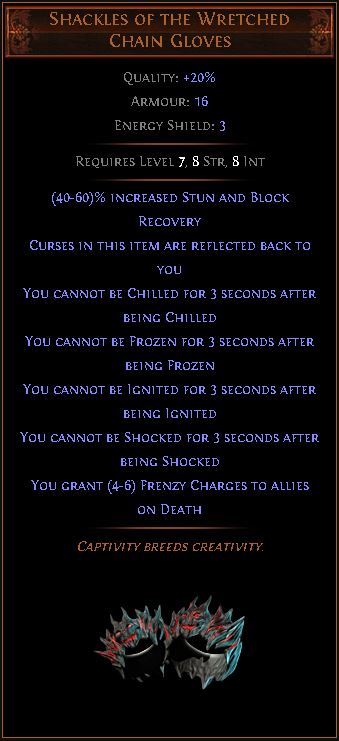 Shackles of the Wretched
Chain Gloves
Quality: +20%
Armour: 16
Energy Shield: 3
Requires Level 7, 8 Str, 8 Int
(40-60)% increased Stun and Block
Recovery
Curses in this item are reflected back to
you
You cannot be Chilled for 3 seconds after
being Chilled
You cannot be Frozen for 3 seconds after
being Frozen
You cannot be Ignited for 3 seconds after
being Ignited
You cannot be Shocked for 3 seconds after
being Shocked
You grant (4-6) Frenzy Charges to allies
on Death
Captivity breeds creativity.